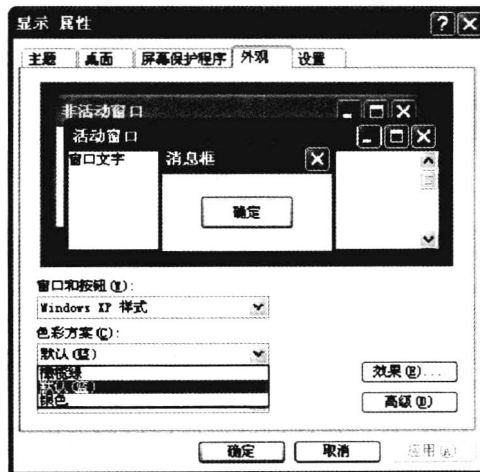 显示 属性
主题 桌面 屏幕保护程序 外观 设置
非活动窗口
活动窗口
窗口文字 消息框
确定
窗口和按钮(W):
Windows XP 样式
色彩方案(C):
默认(蓝)
橄榄绿
默认(蓝)
银色
效果(E)...
高级(D)
确定 取消 应用(A)